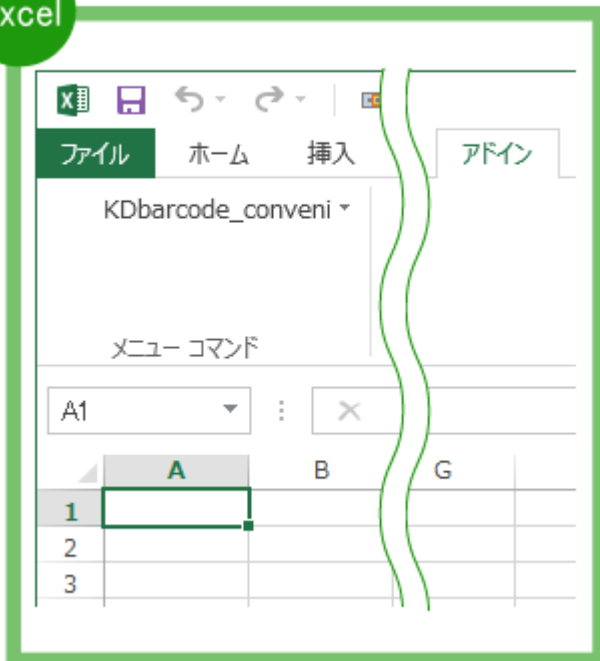 xcel
ファイル ホーム 挿入 アドイン
KDbarcode_conveni
メニュー コマンド
A1
A B G
1
2
3